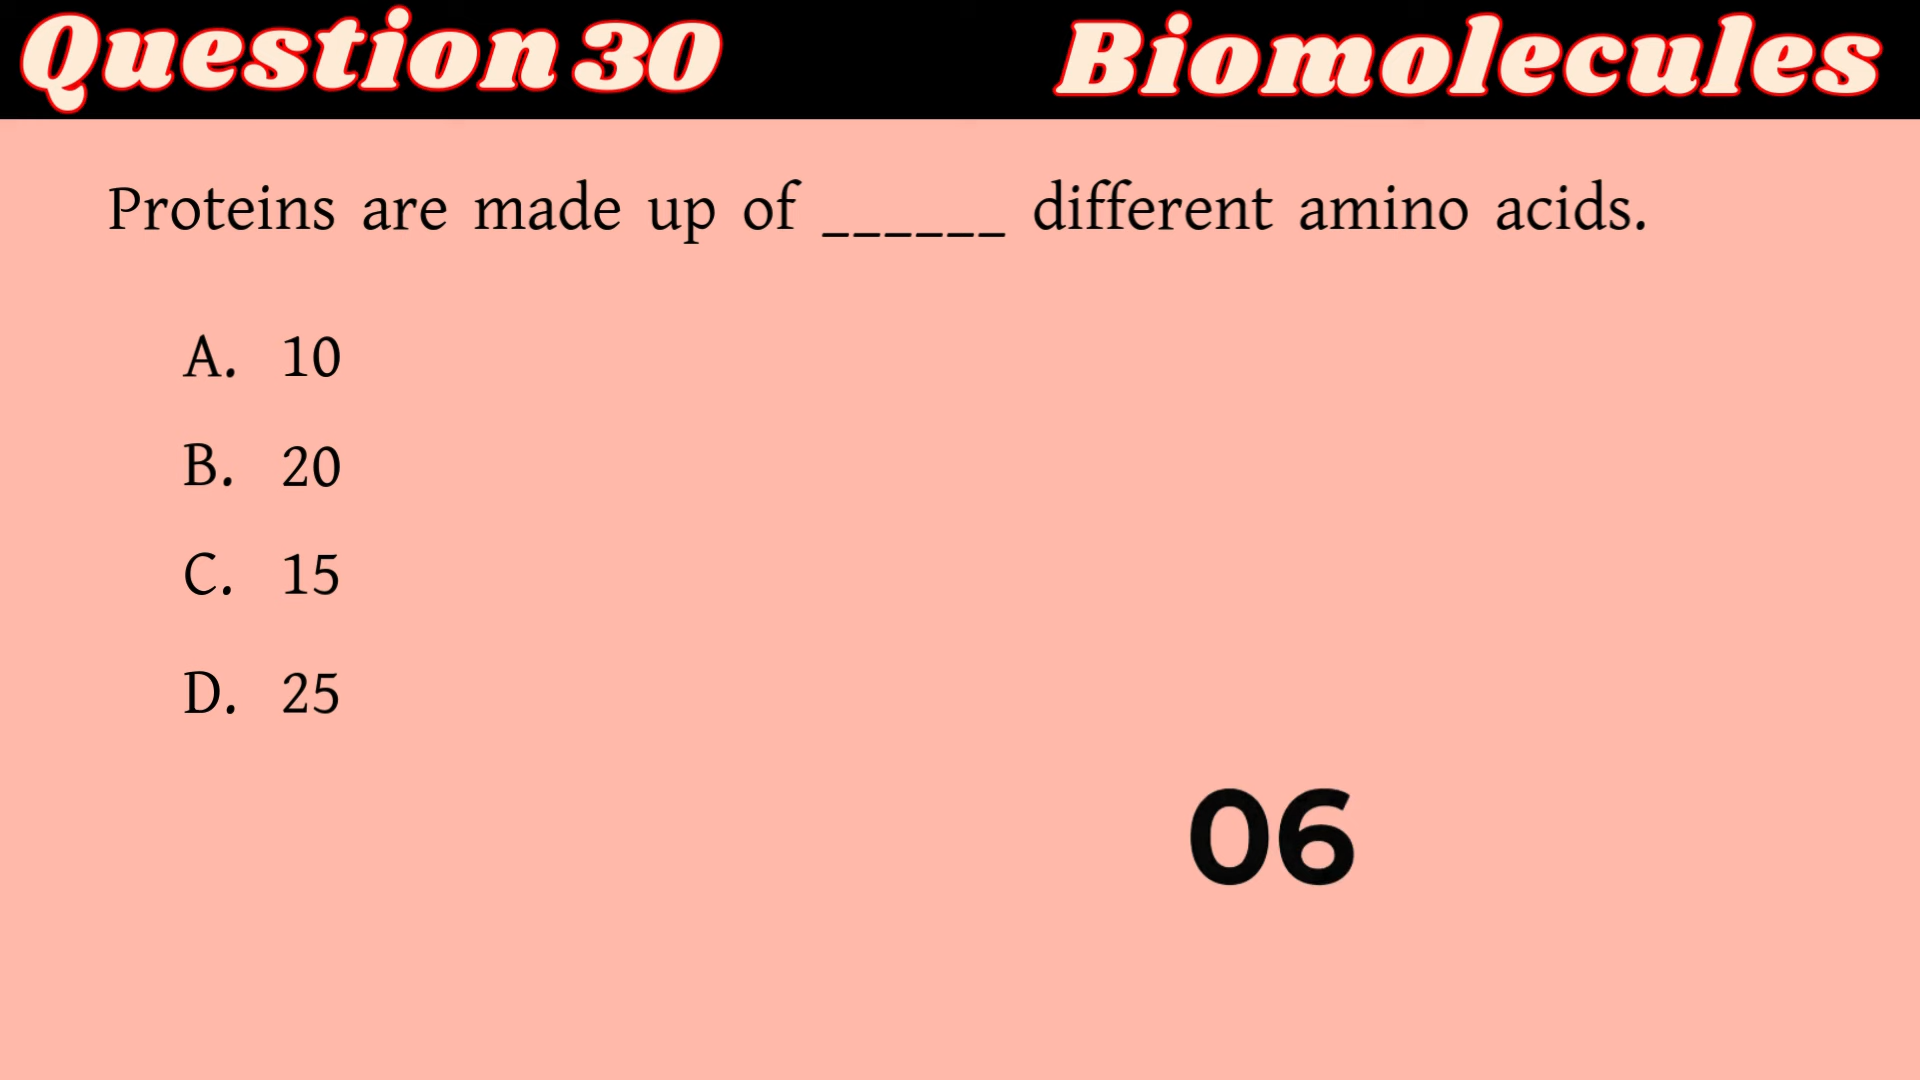 Question 30 Biomolecules
Proteins are made up of ______ different amino acids.
A. 10
B. 20
C. 15
D. 25
06